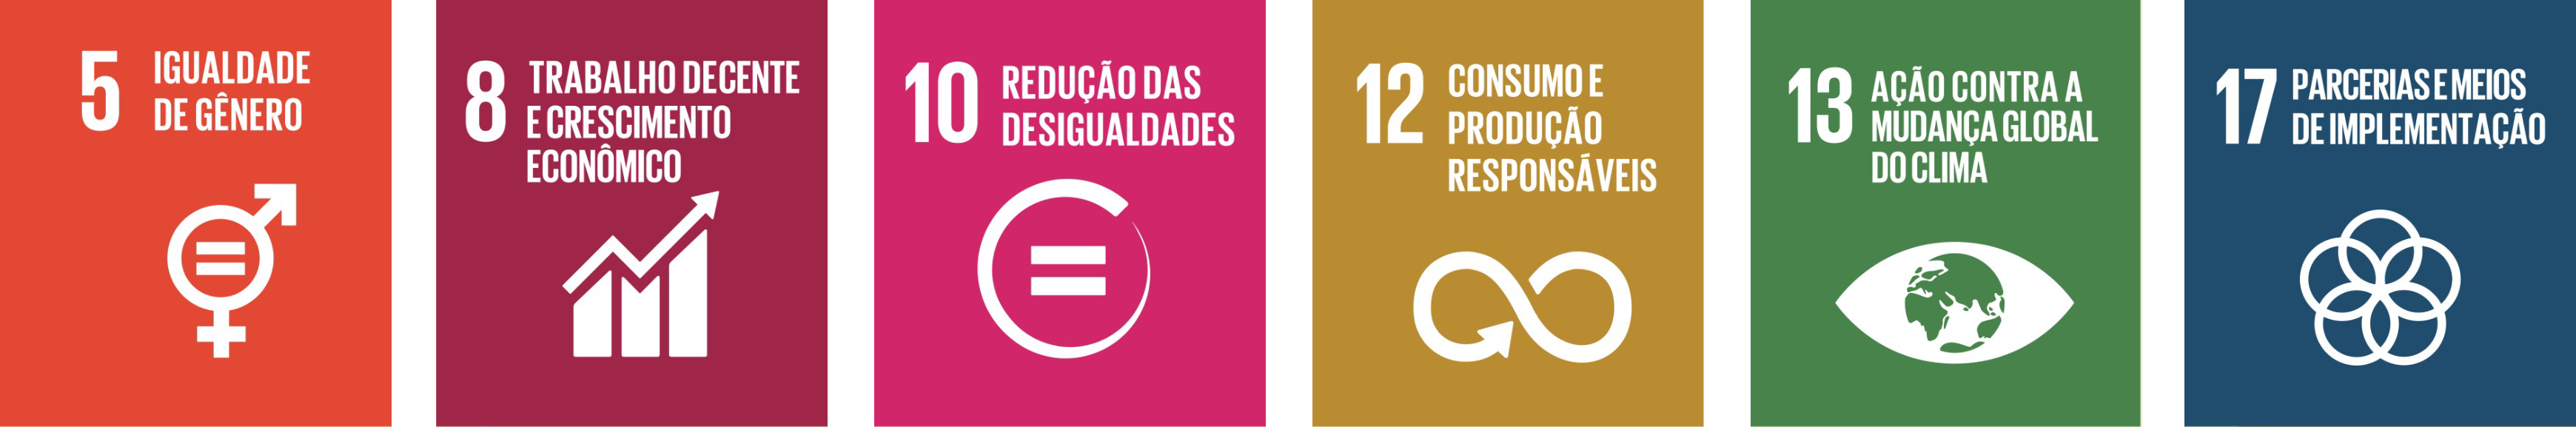 5 IGUALDADE
DE GÊNERO
8 TRABALHO DECENTE
E CRESCIMENTO
ECONÔMICO
10 REDUÇÃO DAS
DESIGUALDADES
12 CONSUMO E
PRODUÇÃO
RESPONSÁVEIS
13 AÇÃO CONTRA A
MUDANÇA GLOBAL
DO CLIMA
17 PARCERIAS E MEIOS
DE IMPLEMENTAÇÃO